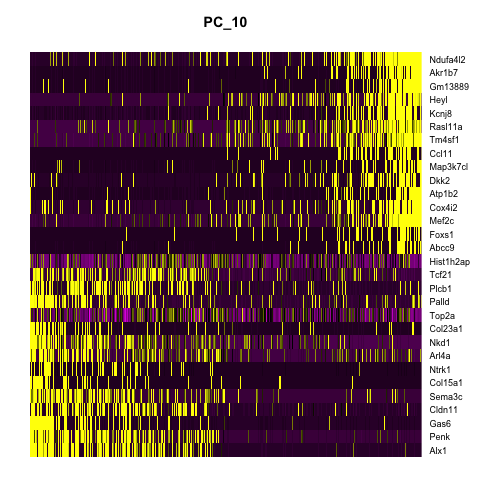 PC_10
Ndufa4l2
Akr1b7
Gm13889
Heyl
Kcnj8
Rasl11a
Tm4sf1
Ccl11
Map3k7cl
Dkk2
Atp1b2
Cox4i2
Mef2c
Foxs1
Abcc9
Hist1h2ap
Tcf21
Plcb1
Palld
Top2a
Col23a1
Nkd1
Arl4a
Ntrk1
Col15a1
Sema3c
Cldn11
Gas6
Penk
Alx1